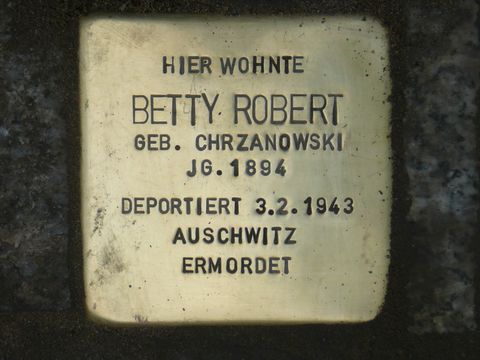 HIER WOHNTE
BETTY ROBERT
GEB. CHRZANOWSKI
JG. 1894
DEPORTIERT 3.2.1943
AUSCHWITZ
ERMORDET